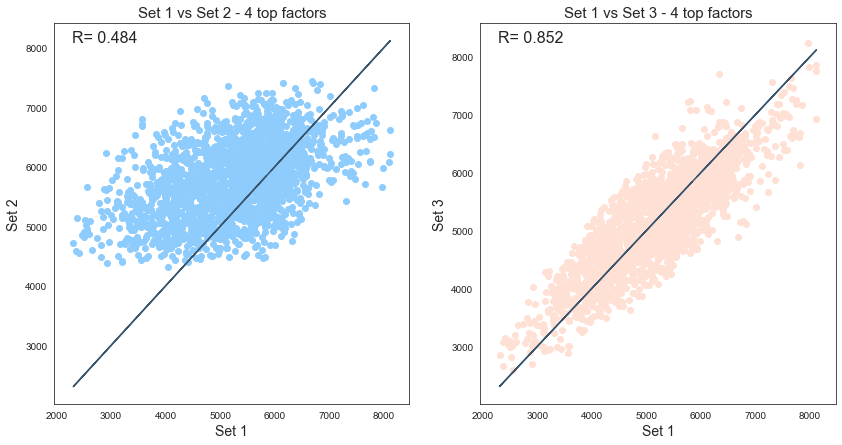 Set 1 vs Set 2 - 4 top factors
R= 0.484
8000
7000
6000
5000
4000
3000
Set 2
2000 3000 4000 5000 6000 7000 8000
Set 1
Set 1 vs Set 3 - 4 top factors
R= 0.852
8000
7000
6000
5000
4000
3000
Set 3
2000 3000 4000 5000 6000 7000 8000
Set 1